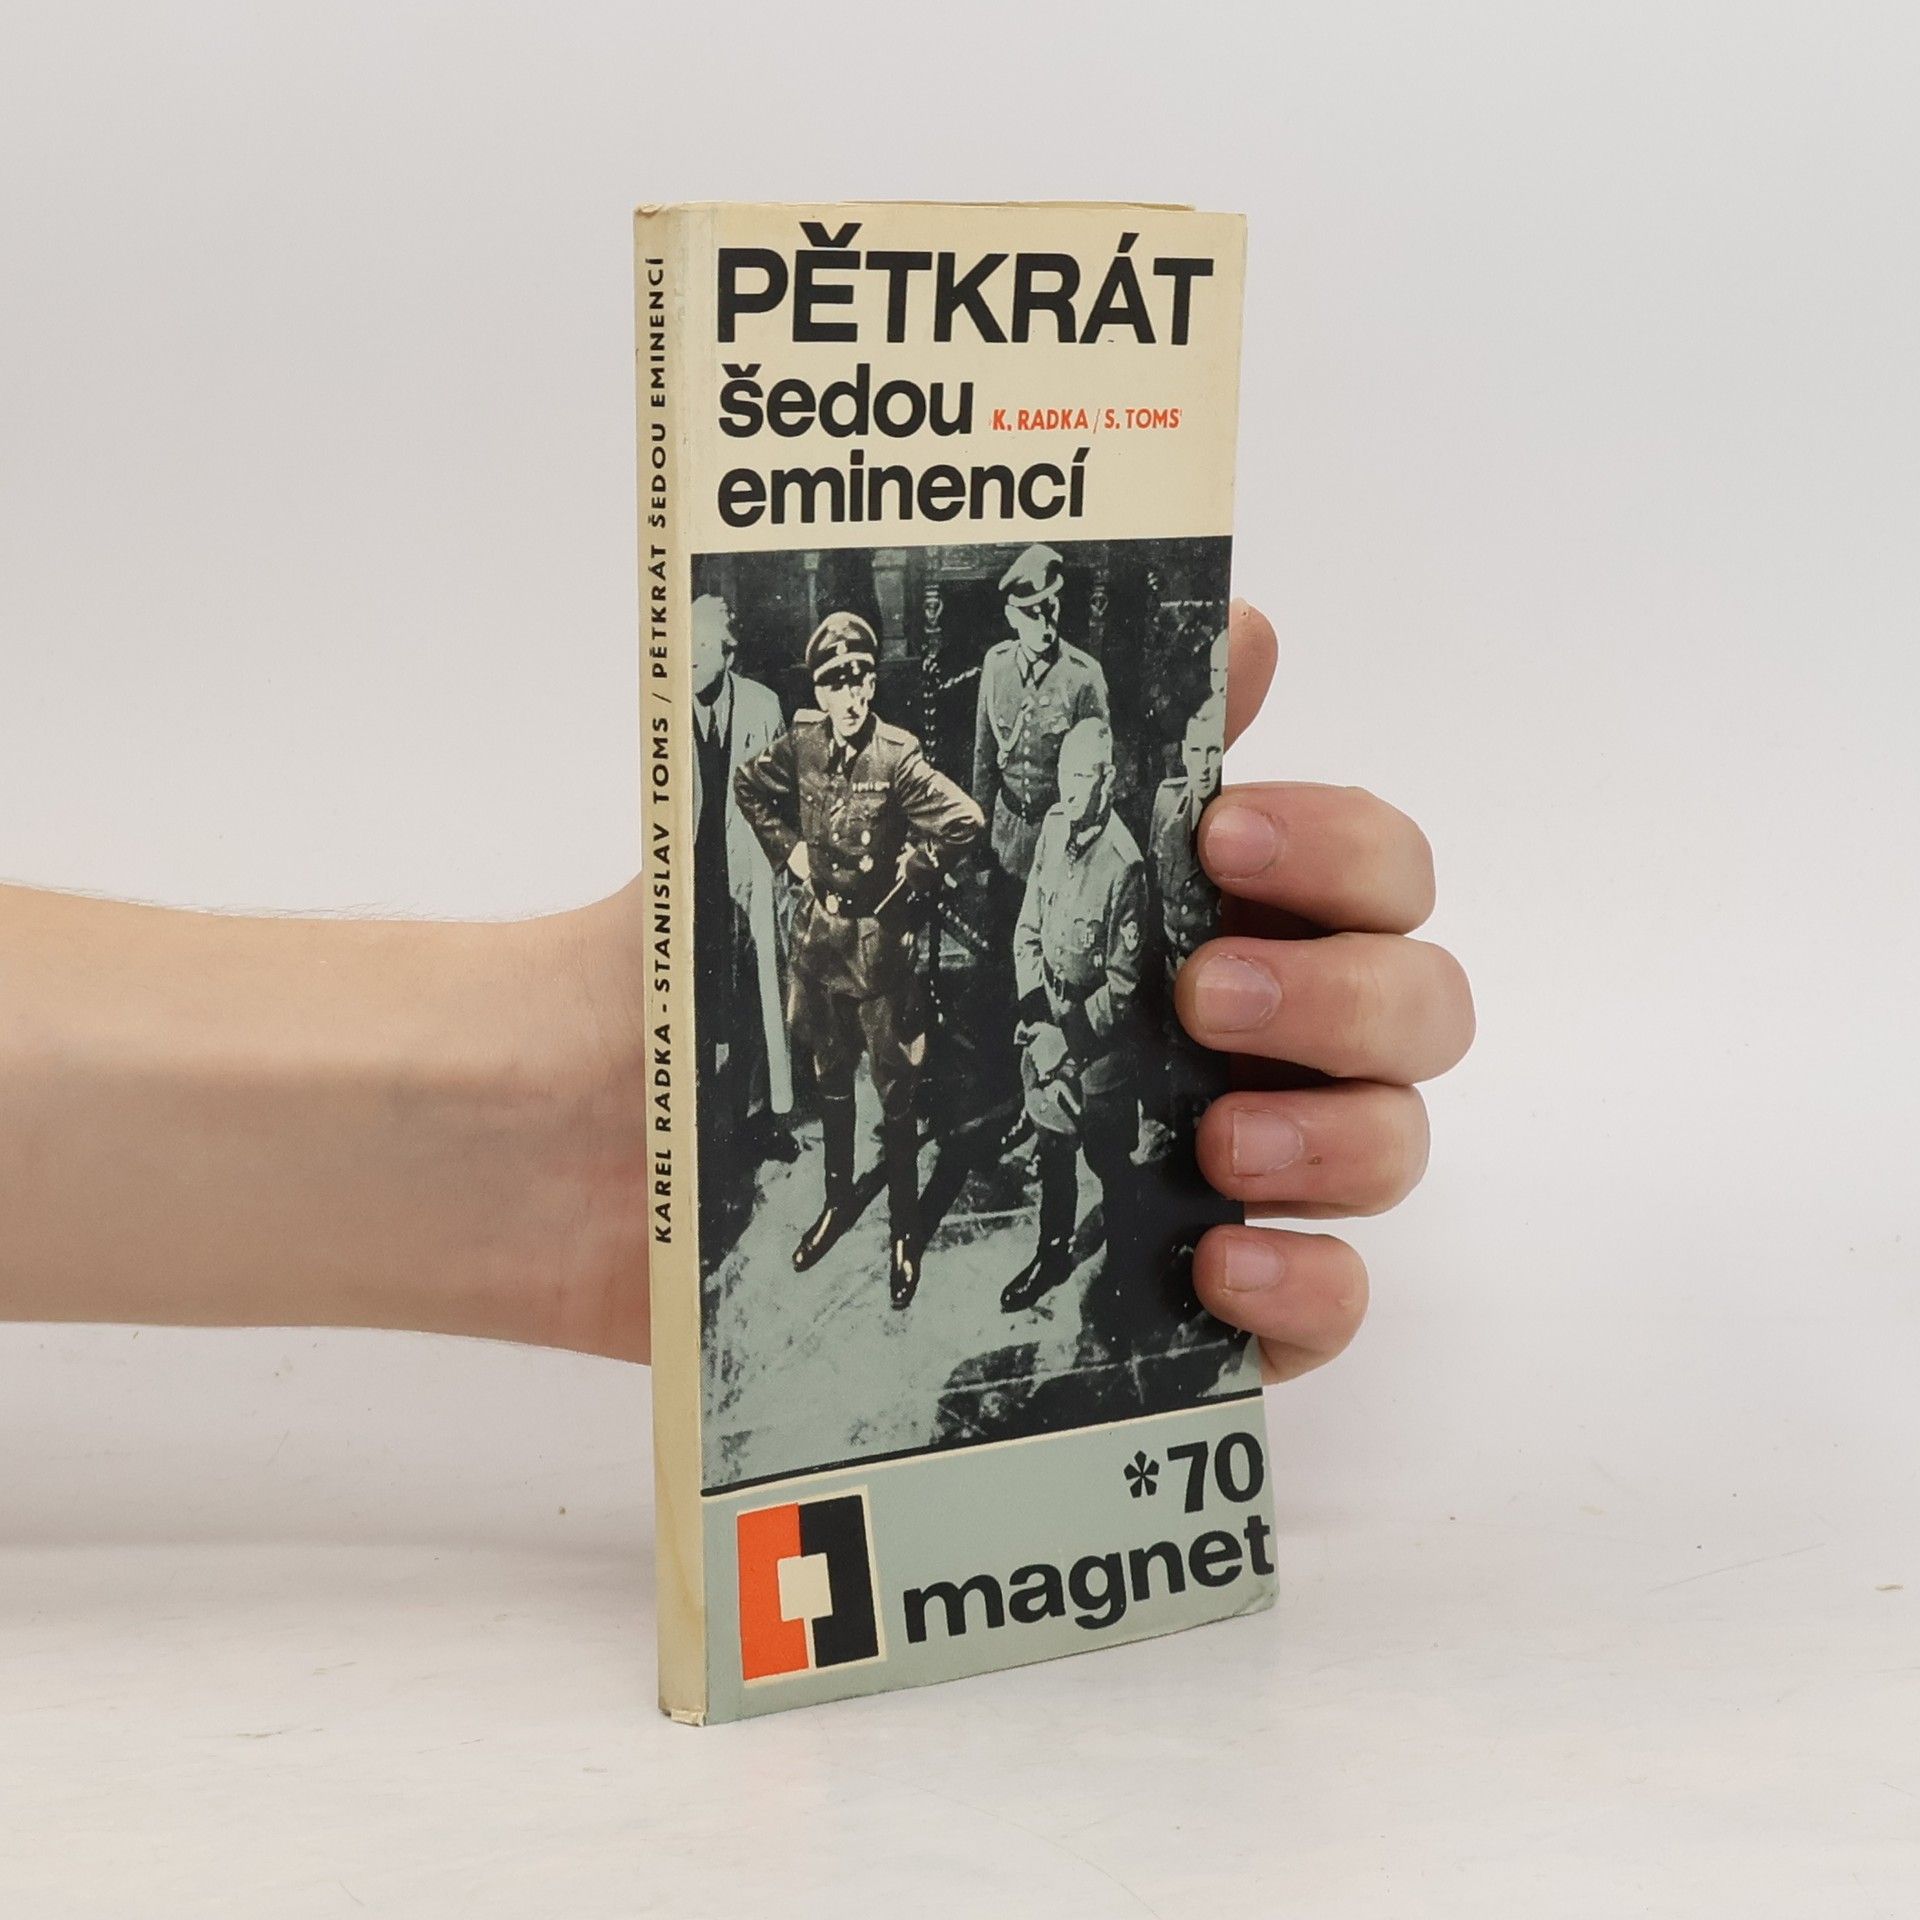 PĚTKRÁT
šedou
K. RADKA / S. TOMS
eminencí
KAREL RADKA - STANISLAV TOMS / PĚTKRÁT ŠEDOU EMINENCÍ
*70
magnet